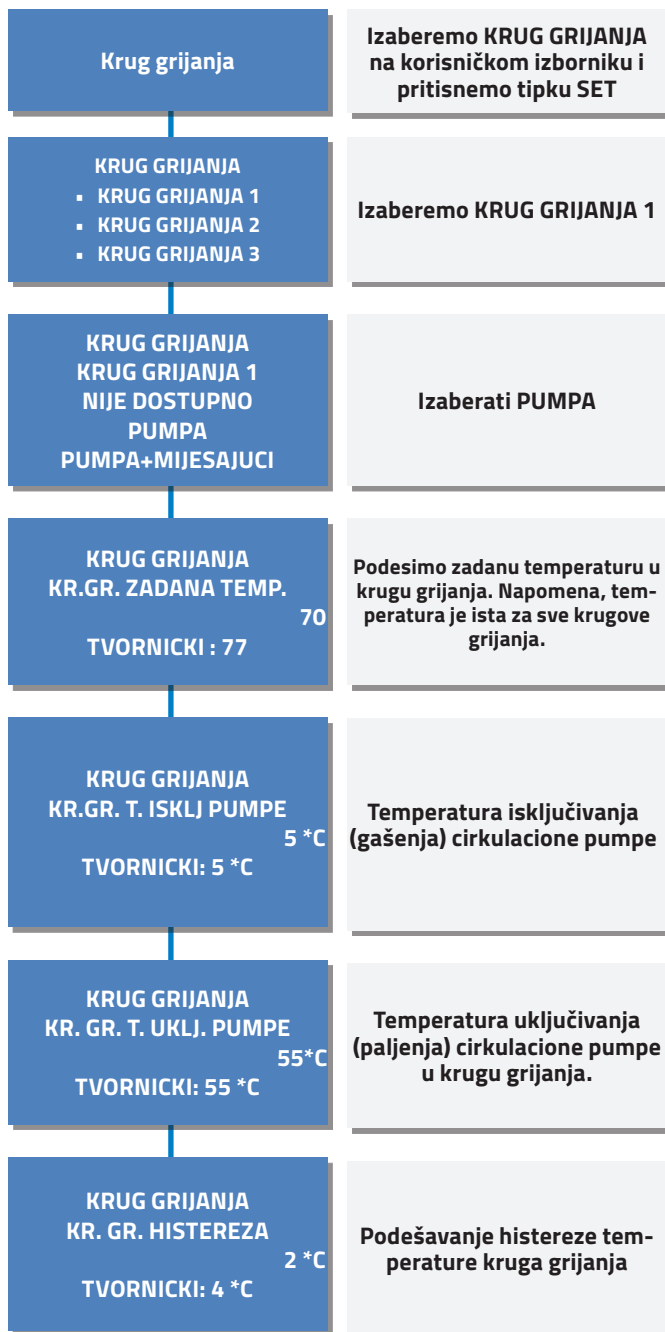 Krug grijanja
Izaberemo KRUG GRIJANJA
na korisničkom izborniku i
pritisnemo tipku SET
KRUG GRIJANJA
▪ KRUG GRIJANJA 1
▪ KRUG GRIJANJA 2
▪ KRUG GRIJANJA 3
Izaberemo KRUG GRIJANJA 1
KRUG GRIJANJA
KRUG GRIJANJA 1
NIJE DOSTUPNO
PUMPA
PUMPA+MIJESAJUCI
Izaberati PUMPA
KRUG GRIJANJA
KR.GR. ZADANA TEMP.
70
TVORNICKI : 77
Podesimo zadanu temperaturu u
krugu grijanja. Napomena, tem-
peratura je ista za sve krugove
grijanja.
KRUG GRIJANJA
KR.GR. T. ISKLJ PUMPE
5 *C
TVORNICKI: 5 *C
Temperatura isključivanja
(gašenja) cirkulacione pumpe
KRUG GRIJANJA
KR. GR. T. UKLJ. PUMPE
55*C
TVORNICKI: 55 *C
Temperatura uključivanja
(paljenja) cirkulacione pumpe
u krugu grijanja.
KRUG GRIJANJA
KR. GR. HISTEREZA
2 *C
TVORNICKI: 4 *C
Podešavanje histereze tem-
perature kruga grijanja